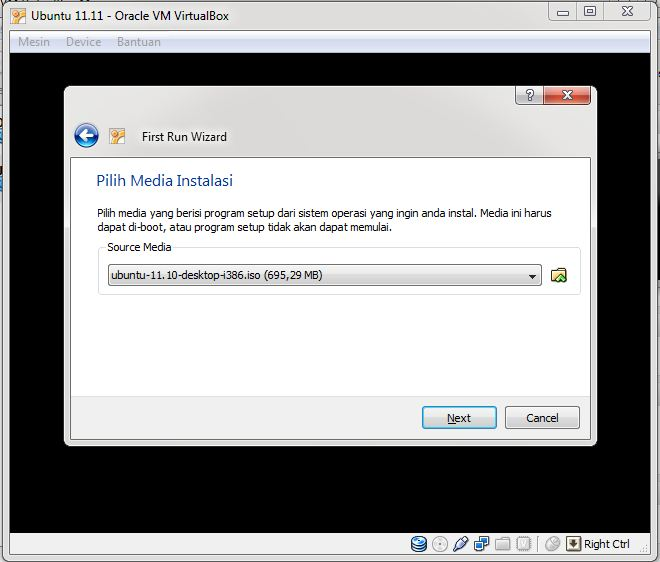 Ubuntu 11.11 - Oracle VM VirtualBox
Mesin Device Bantuan
?
First Run Wizard
Pilih Media Instalasi
Pilih media yang berisi program setup dari sistem operasi yang ingin anda instal. Media ini harus
dapat di-boot, atau program setup tidak akan dapat memulai.
Source Media
ubuntu-11.10-desktop-i386.iso (695,29 MB)
Next Cancel
Right Ctrl